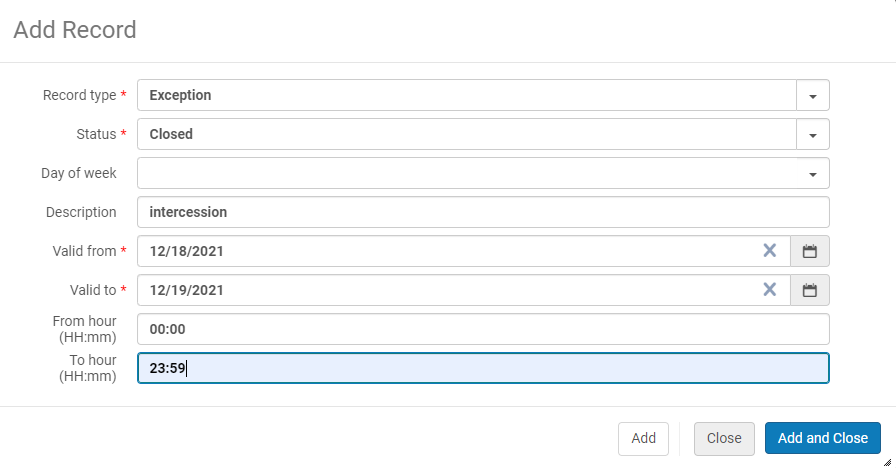 Add Record
Record type * Exception
Status * Closed
Day of week
Description intercession
Valid from * 12/18/2021
Valid to * 12/19/2021
From hour
(HH:mm) 00:00
To hour
(HH:mm) 23:59
Add Close Add and Close